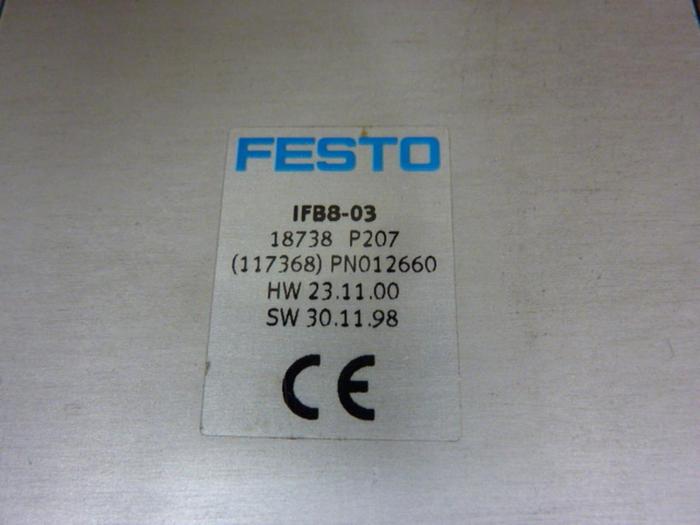 FESTO
IFB8-03
18738 P207
(117368) PN012660
HW 23.11.00
SW 30.11.98
CE